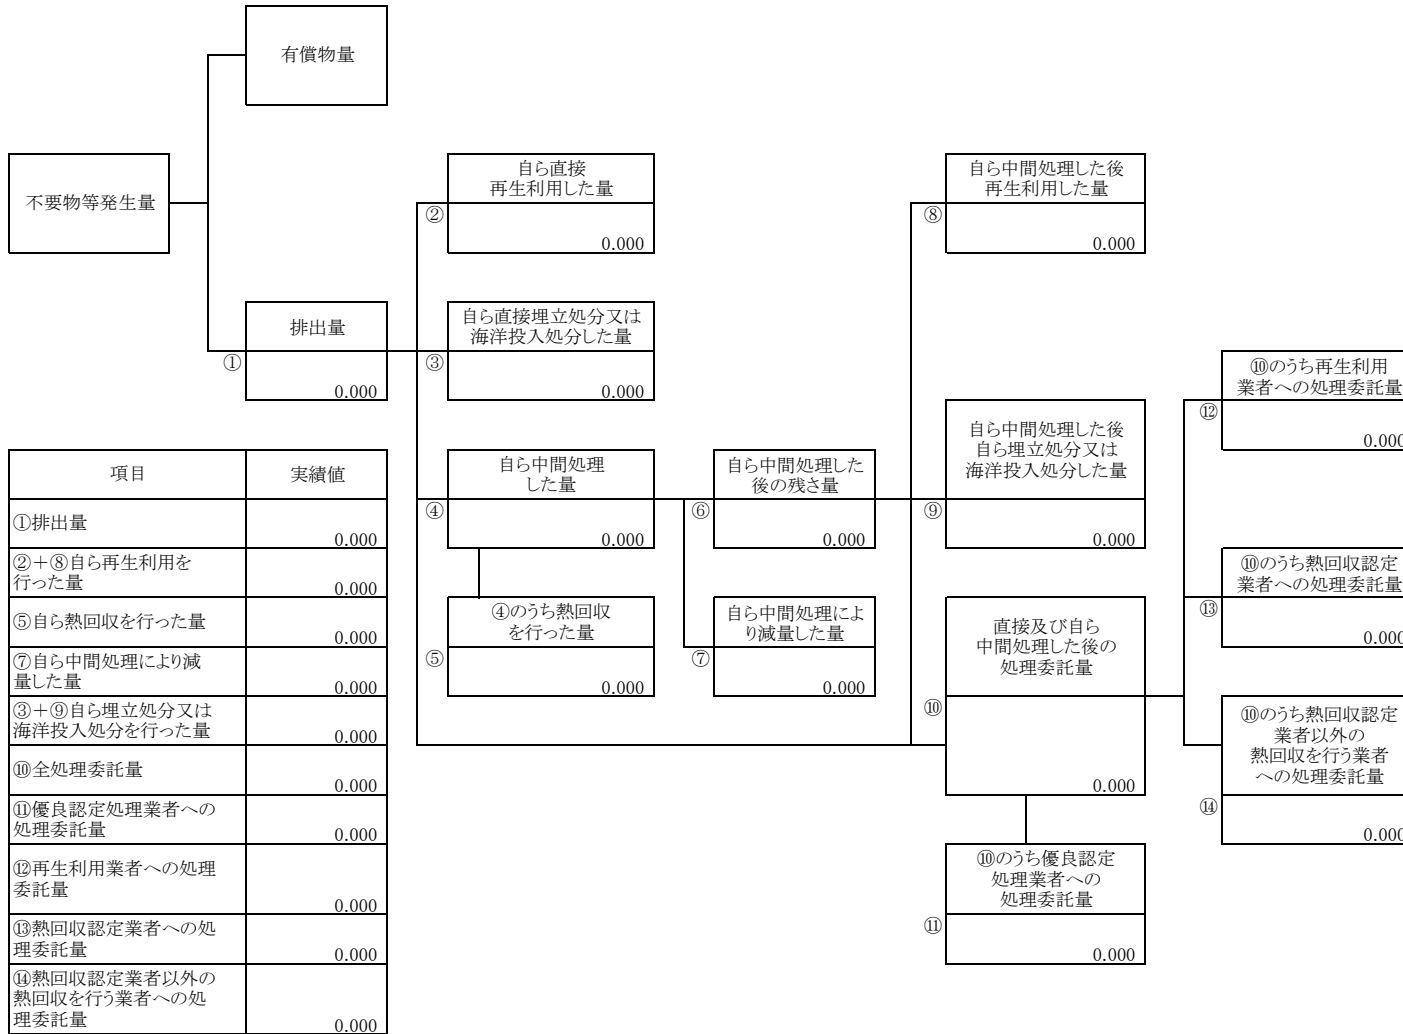 有償物量
不要物等発生量
自ら直接
再生利用した量
②
0.000
自ら中間処理した後
再生利用した量
⑧
0.000
排出量
①
0.000
自ら直接埋立処分又は
海洋投入処分した量
③
0.000
⑩のうち再生利用
業者への処理委託量
⑫
0.000
自ら中間処理
した量
④
0.000
自ら中間処理した
後の残さ量
⑥
0.000
自ら中間処理した後
自ら埋立処分又は
海洋投入処分した量
⑨
0.000
⑩のうち熱回収認定
業者への処理委託量
⑬
0.000
④のうち熱回収
を行った量
⑤
0.000
自ら中間処理によ
り減量した量
⑦
0.000
直接及び自ら
中間処理した後の
処理委託量
⑩
0.000
⑩のうち熱回収認定
業者以外の
熱回収を行う業者
への処理委託量
⑭
0.000
⑩のうち優良認定
処理業者への
処理委託量
⑪
0.000
項目
実績値
①排出量
0.000
②+⑧自ら再生利用を
行った量
0.000
⑤自ら熱回収を行った量
0.000
⑦自ら中間処理により減
量した量
0.000
③+⑨自ら埋立処分又は
海洋投入処分を行った量
0.000
⑩全処理委託量
0.000
⑪優良認定処理業者への
処理委託量
0.000
⑫再生利用業者への処理
委託量
0.000
⑬熱回収認定業者への処
理委託量
0.000
⑭熱回収認定業者以外の
熱回収を行う業者への処
理委託量
0.000